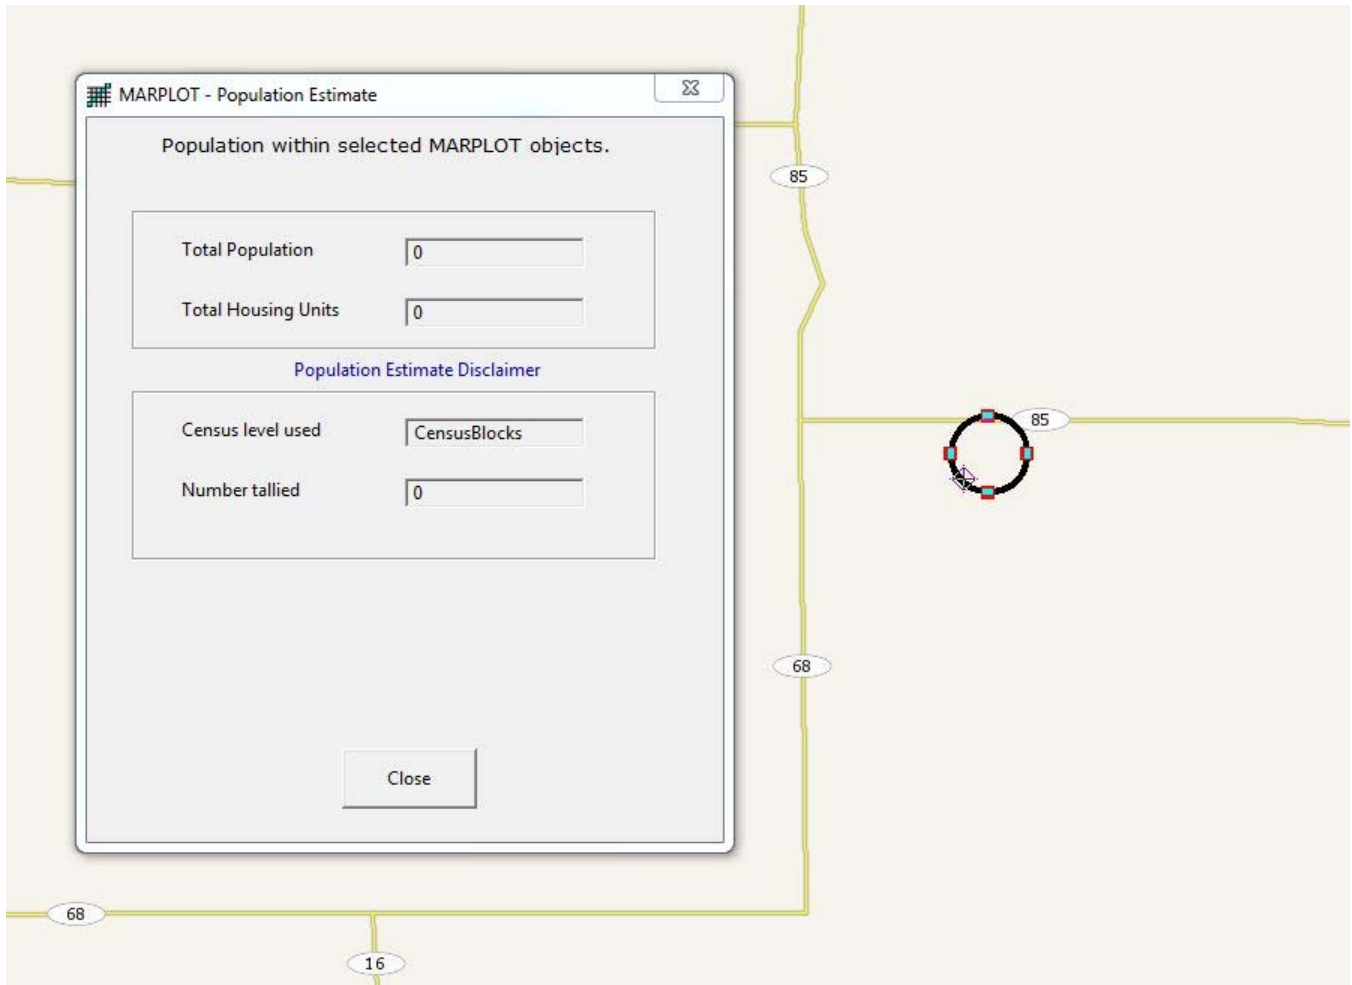 MARPLOT - Population Estimate
Population within selected MARPLOT objects.
85
Total Population 0
Total Housing Units 0
Population Estimate Disclaimer
85
Census level used CensusBlocks
Number tallied 0
68
Close
68
16